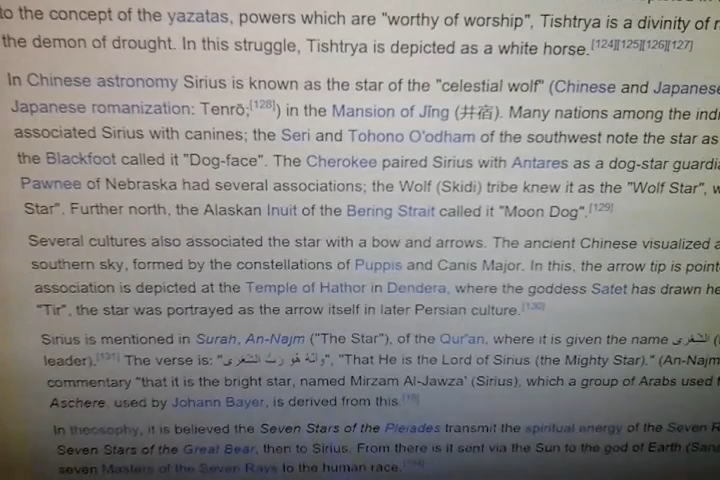 to the concept of the yazatas, powers which are "worthy of worship", Tishtrya is a divinity of
the demon of drought. In this struggle, Tishtrya is depicted as a white horse.[124][125][126][127]
In Chinese astronomy Sirius is known as the star of the "celestial wolf" (Chinese and Japanese
Japanese romanization: Tenrō;[128]) in the Mansion of Jǐng (井宿). Many nations among the
associated Sirius with canines; the Seri and Tohono O'odham of the southwest note the star as
the Blackfoot called it "Dog-face". The Cherokee paired Sirius with Antares as a dog-star
Pawnee of Nebraska had several associations; the Wolf (Skidi) tribe knew it as the "Wolf Star",
Star". Further north, the Alaskan Inuit of the Bering Strait called it "Moon Dog".[129]
Several cultures also associated the star with a bow and arrows. The ancient Chinese visualized a
southern sky, formed by the constellations of Puppis and Canis Major. In this, the arrow tip is
association is depicted at the Temple of Hathor in Dendera, where the goddess Satet has drawn
"Tir", the star was portrayed as the arrow itself in later Persian culture.[130]
Sirius is mentioned in Surah, An-Najm ("The Star"), of the Qur'an, where it is given the name الشعرى
leader).[131] The verse is: "وأنه هو رب الشعرى", "That He is the Lord of Sirius (the Mighty Star)." (An-Najm
commentary "that it is the bright star, named Mirzam Al-Jawza' (Sirius), which a group of Arabs used
Aschere, used by Johann Bayer, is derived from this.
In theosophy, it is believed the Seven Stars of the Pleiades transmit the spiritual energy of the Seven
Seven Stars of the Great Bear, then to Sirius. From there is it sent via the Sun to the god of Earth
seven Masters of the Seven Rays to the human race.